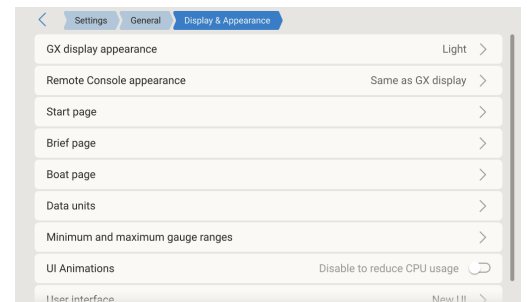 Settings General Display & Appearance
GX display appearance Light
Remote Console appearance Same as GX display
Start page
Brief page
Boat page
Data units
Minimum and maximum gauge ranges
UI Animations Disable to reduce CPU usage
User interface New UI